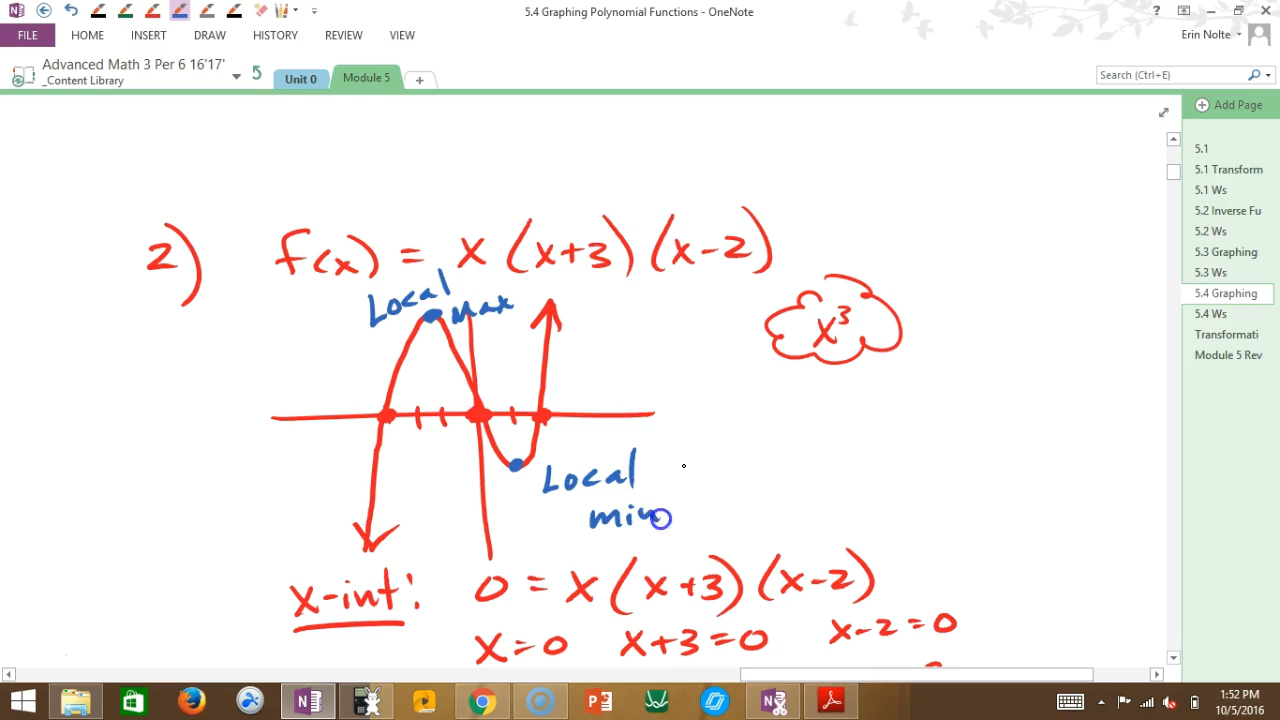 5.4 Graphing Polynomial Functions - OneNote
?
FILE HOME INSERT DRAW HISTORY REVIEW VIEW
Erin Nolte
Advanced Math 3 Per 6 16'17'
_Content Library
Unit 0
Module 5
+
Search (Ctrl+E)
Add Page
5.1
5.1 Transform
5.1 Ws
5.2 Inverse Fu
5.2 Ws
5.3 Graphing
5.3 Ws
5.4 Graphing
5.4 Ws
Transformati
Module 5 Rev
2) f(x) = x (x+3) (x-2)
Local
Max
x³
Local
min
x-int: 0 = x (x+3) (x-2)
x=0 x+3=0 x-2=0
1:52 PM
10/5/2016